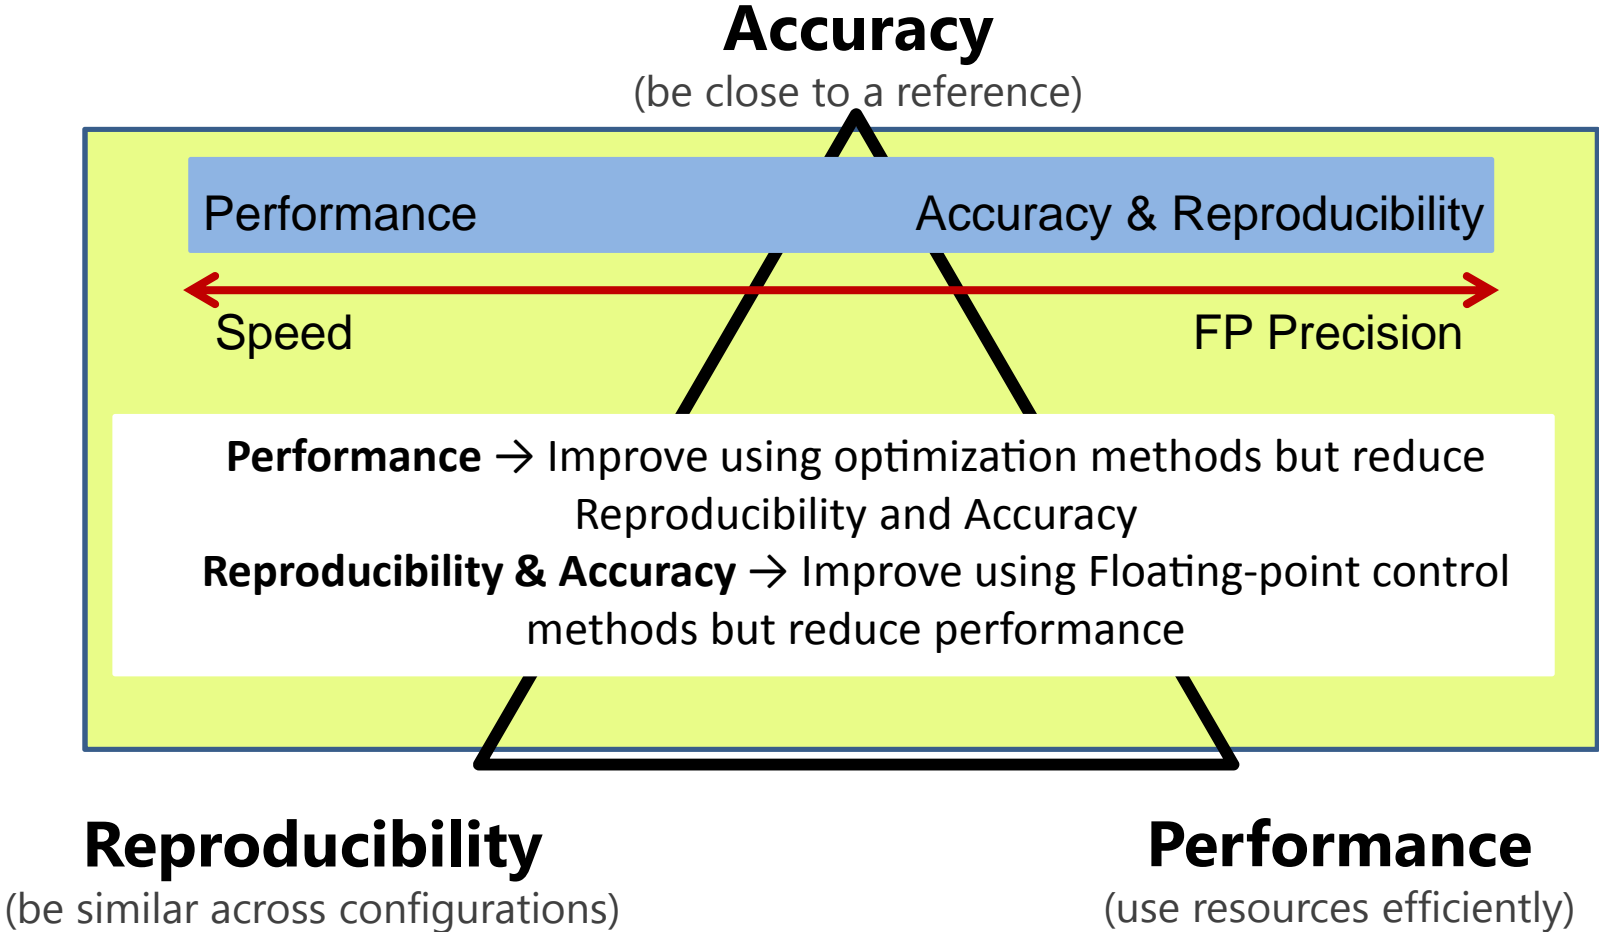 Accuracy
(be close to a reference)
Performance Accuracy & Reproducibility
Speed FP Precision
Performance → Improve using optimization methods but reduce
Reproducibility and Accuracy
Reproducibility & Accuracy → Improve using Floating-point control
methods but reduce performance
Reproducibility Performance
(be similar across configurations) (use resources efficiently)